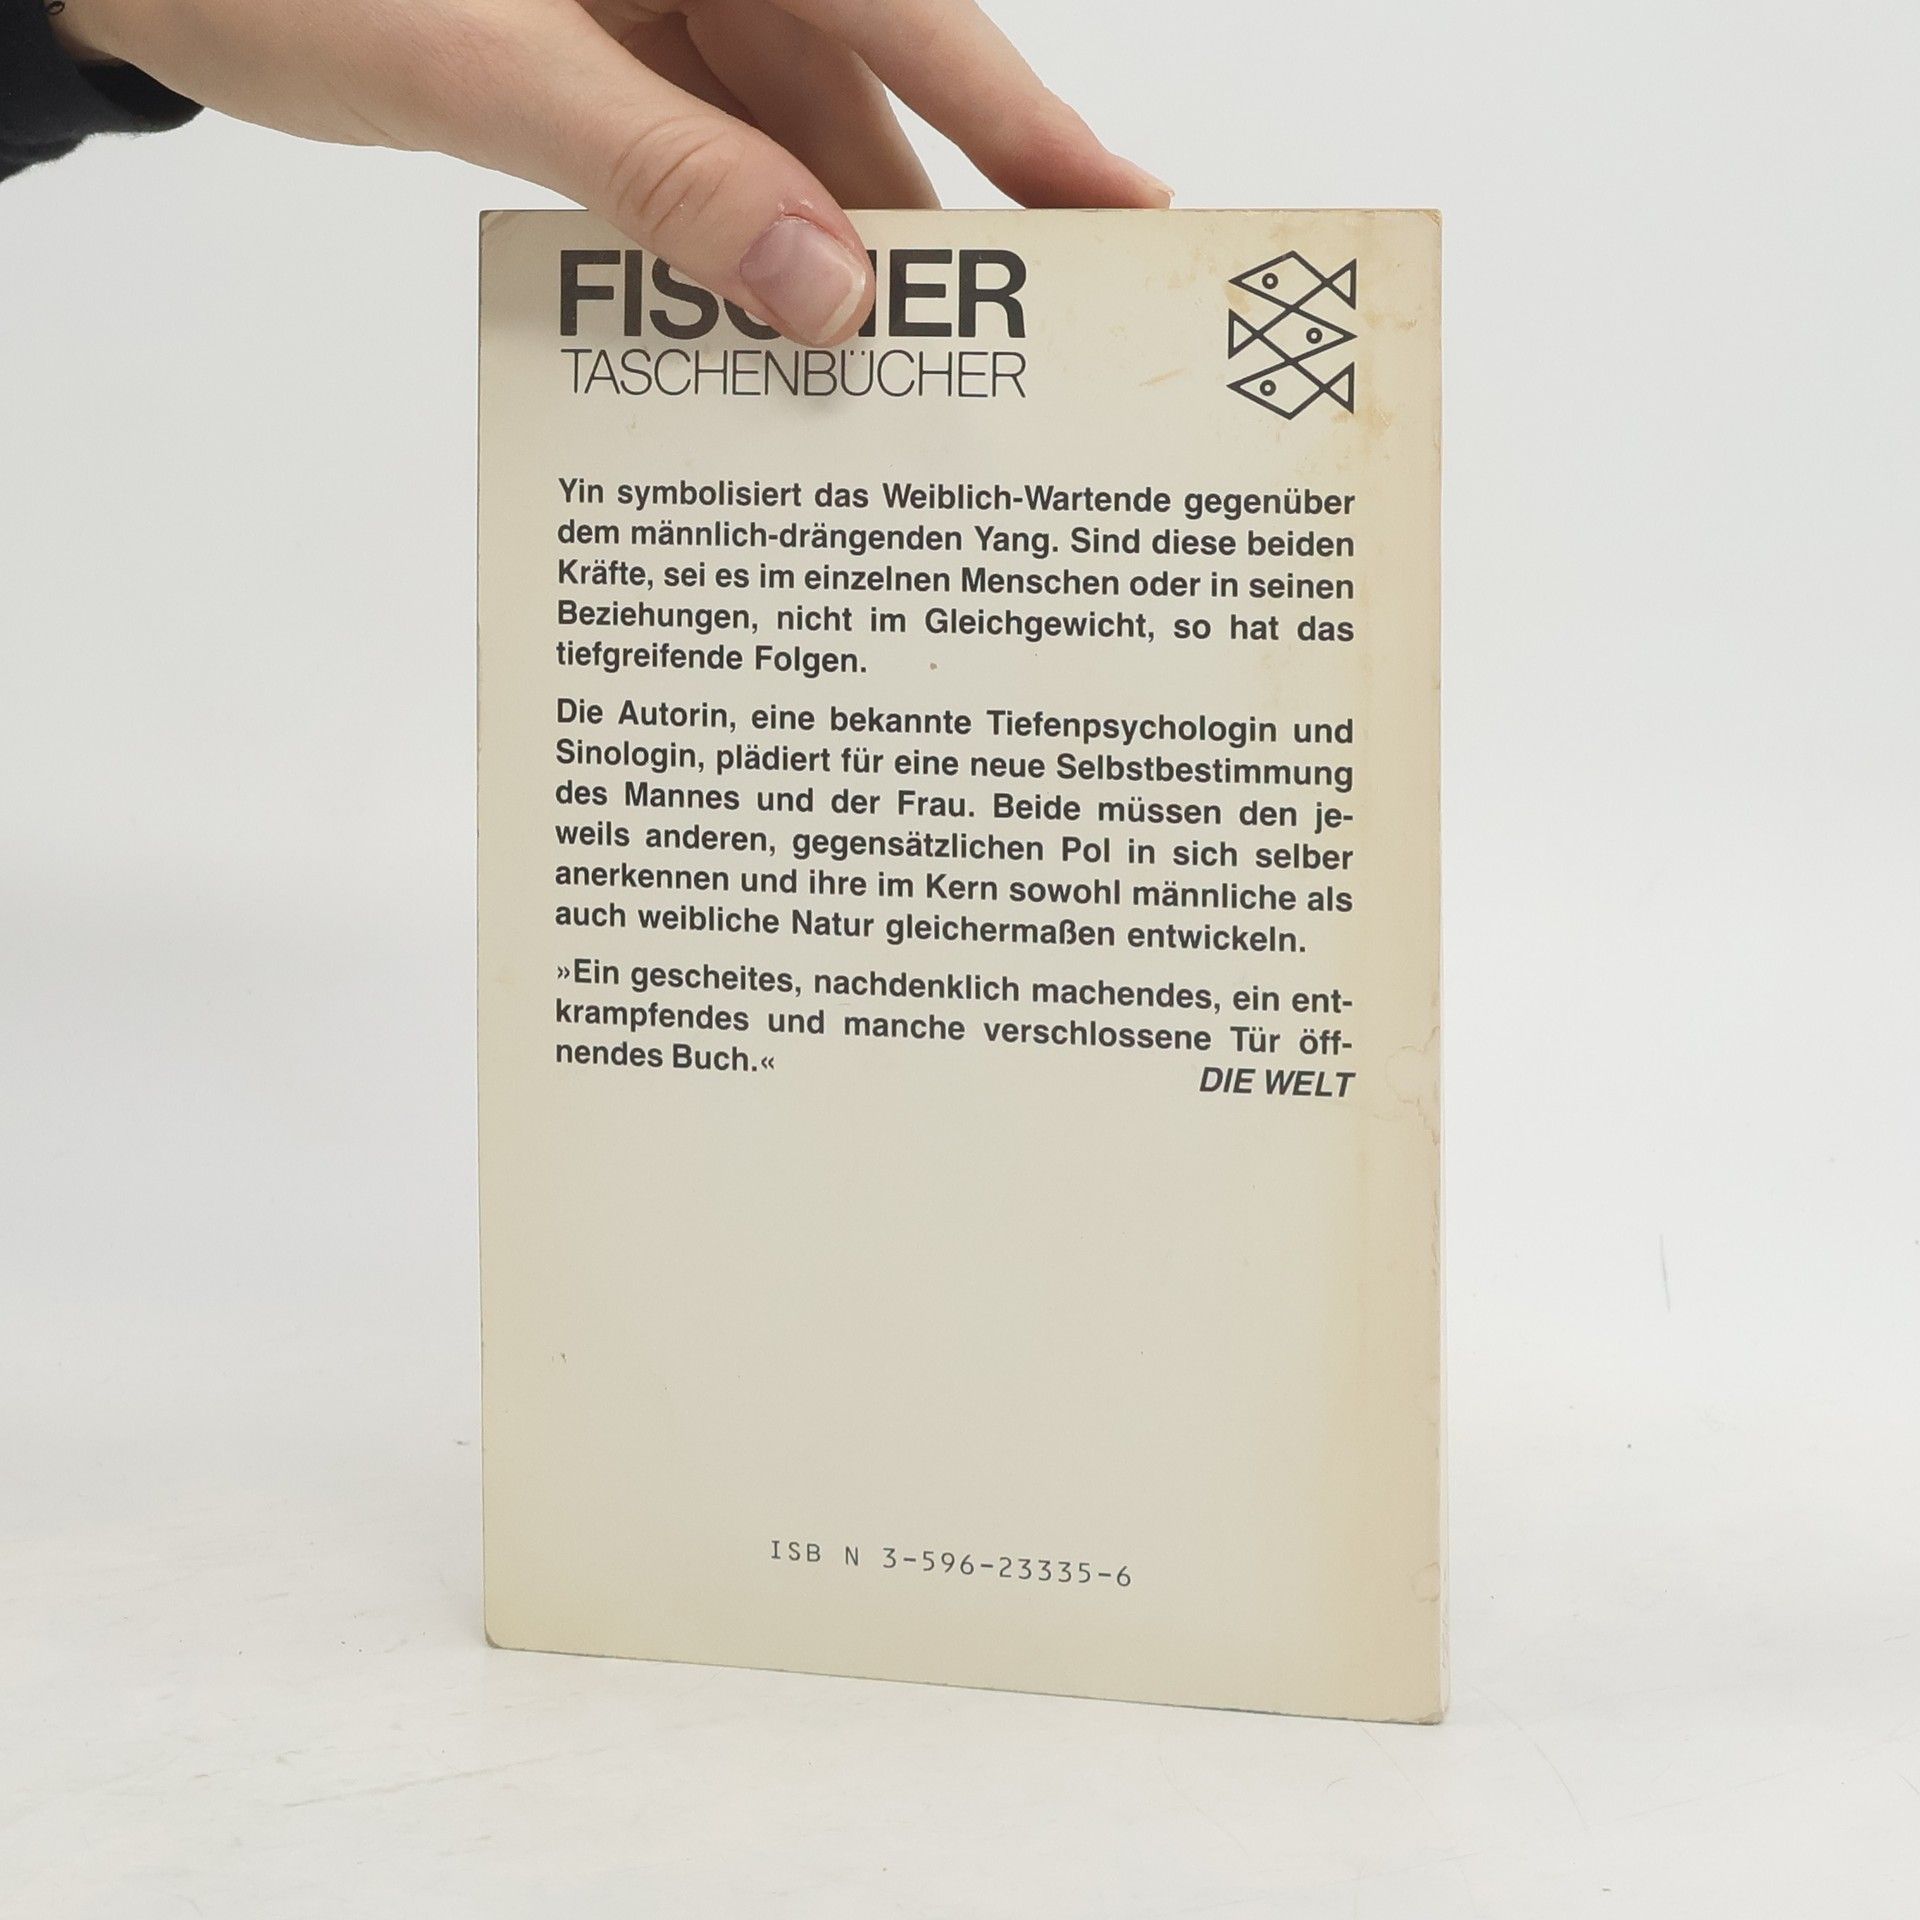 FISCHER
TASCHENBÜCHER
Yin symbolisiert das Weiblich-Wartende gegenüber
dem männlich-drängenden Yang. Sind diese beiden
Kräfte, sei es im einzelnen Menschen oder in seinen
Beziehungen, nicht im Gleichgewicht, so hat das
tiefgreifende Folgen.
Die Autorin, eine bekannte Tiefenpsychologin und
Sinologin, plädiert für eine neue Selbstbestimmung
des Mannes und der Frau. Beide müssen den je-
weils anderen, gegensätzlichen Pol in sich selber
anerkennen und ihre im Kern sowohl männliche als
auch weibliche Natur gleichermaßen entwickeln.
»Ein gescheites, nachdenklich machendes, ein ent-
krampfendes und manche verschlossene Tür öff-
nendes Buch.«
DIE WELT
ISB N 3-596-23335-6